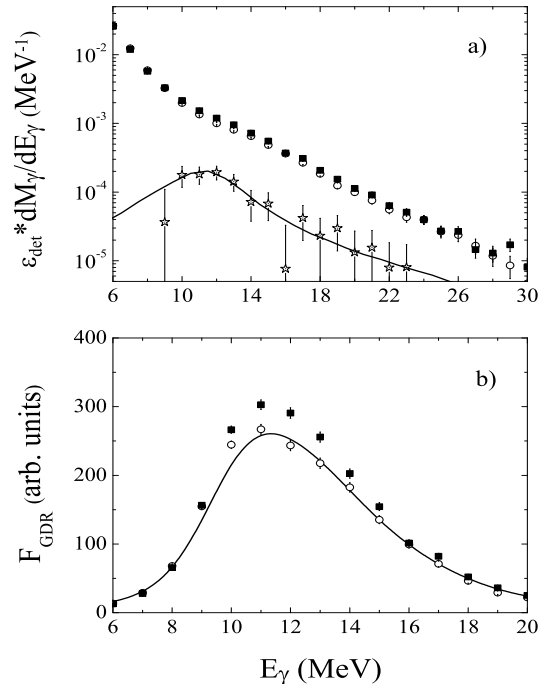 a)
ε_det*dM_γ/dE_γ (MeV⁻¹)
10⁻²
10⁻³
10⁻⁴
10⁻⁵
6 10 14 18 22 26 30
b)
F_GDR (arb. units)
400
300
200
100
0
6 8 10 12 14 16 18 20
E_γ (MeV)